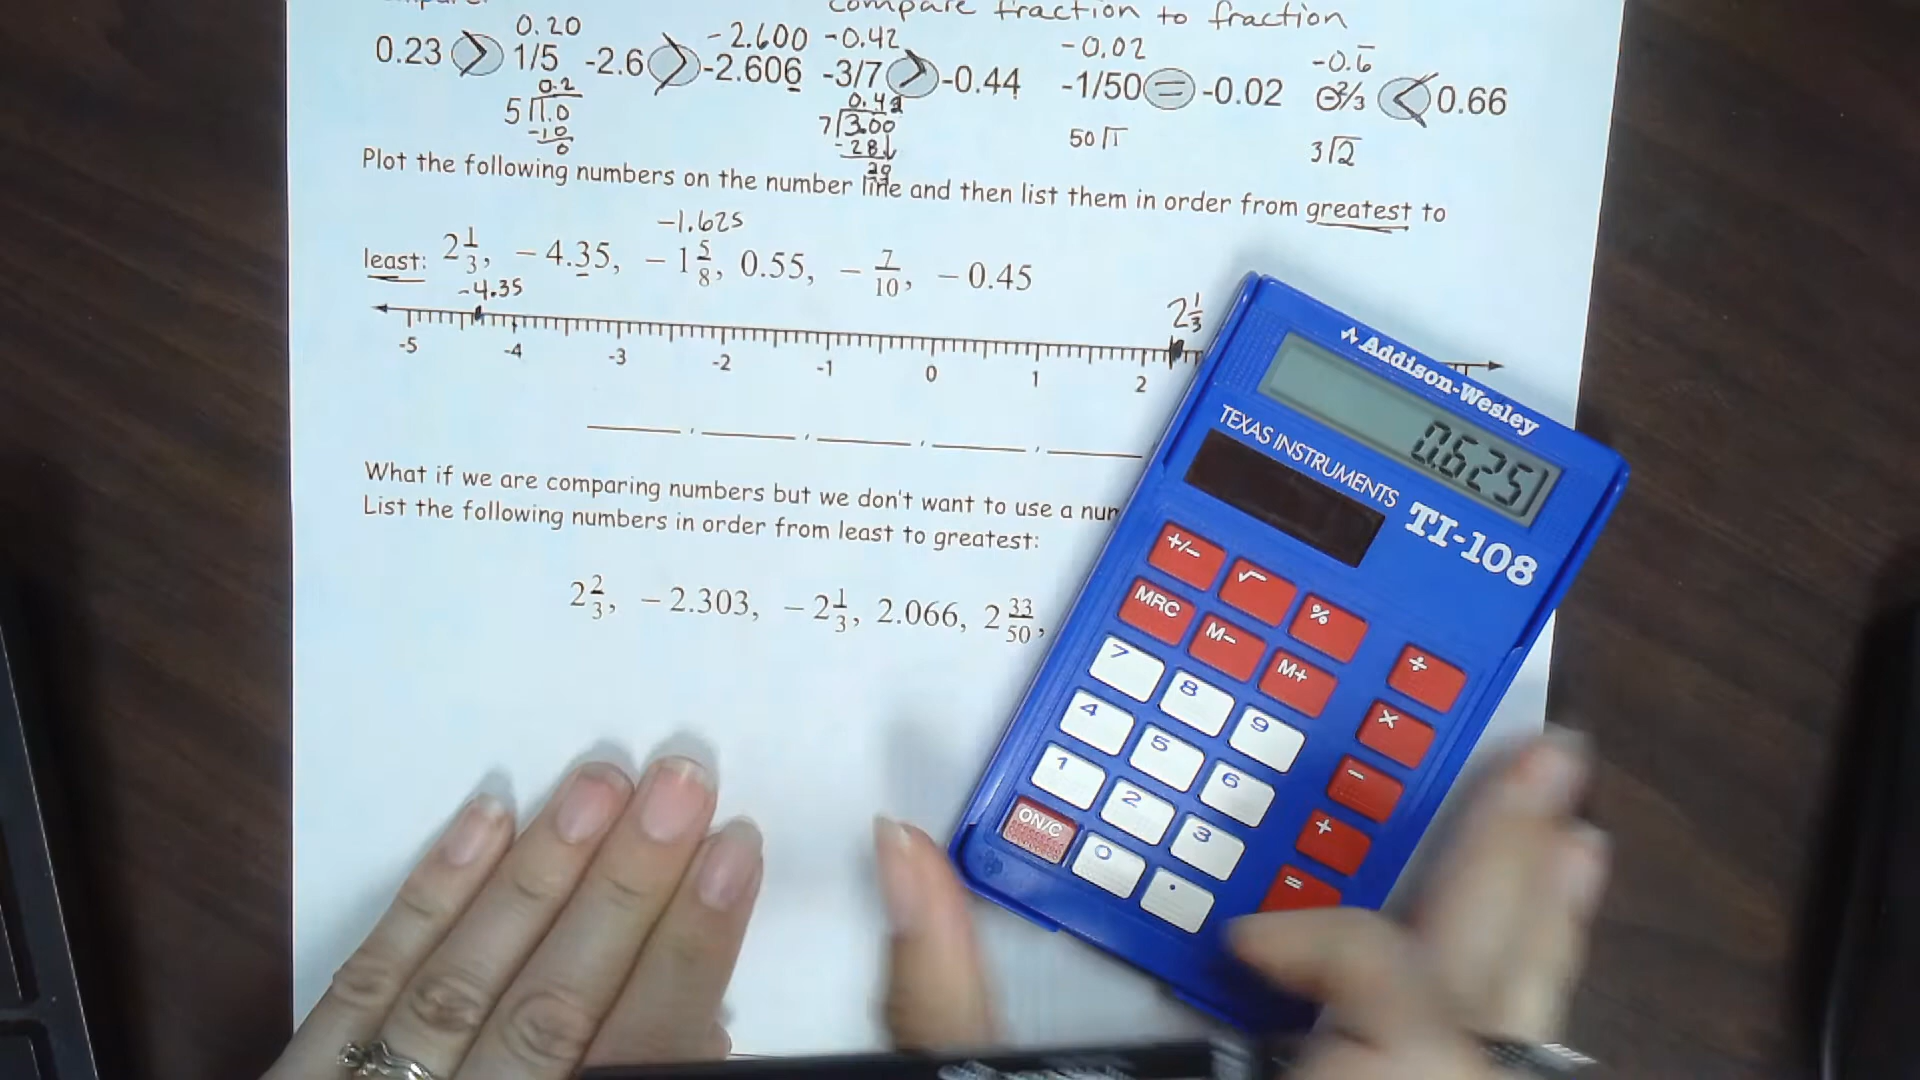 compare fraction to fraction
0.20 -2.600 -0.42 -0.02 -0.6
0.23 > 1/5 -2.6 > -2.606 -3/7 > -0.44 -1/50 = -0.02 -2/3 < 0.66
0.2 0.42
5 1.0 7 3.00 50 1 3 2
-10 -28
0 20
Plot the following numbers on the number line and then list them in order from greatest to
-1.625
least: 2 1/3, - 4.35, - 1 5/8, 0.55, - 7/10, - 0.45
-4.35 2 1/3
-5 -4 -3 -2 -1 0 1 2
What if we are comparing numbers but we don't want to use a
List the following numbers in order from least to greatest:
2 2/3, - 2.303, - 2 1/3, 2.066, 2 33/50,
Addison-Wesley
0.625
TEXAS INSTRUMENTS
TI-108
+/- √ %
MRC M- M+ ÷
7 8 9 ×
4 5 6 -
1 2 3 +
ON/C 0 . =